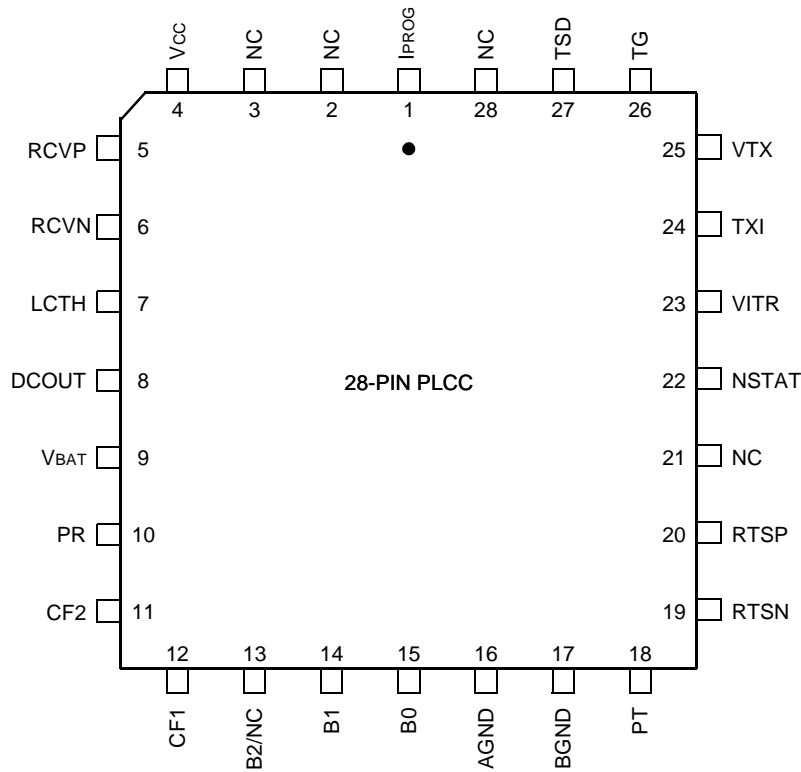 VCC NC NC IPROG NC TSD TG
4 3 2 1 28 27 26
RCVP 5 25 VTX
RCVN 6 24 TXI
LCTH 7 23 VITR
DCOUT 8 28-PIN PLCC 22 NSTAT
VBAT 9 21 NC
PR 10 20 RTSP
CF2 11 19 RTSN
12 13 14 15 16 17 18
CF1 B2/NC B1 B0 AGND BGND PT